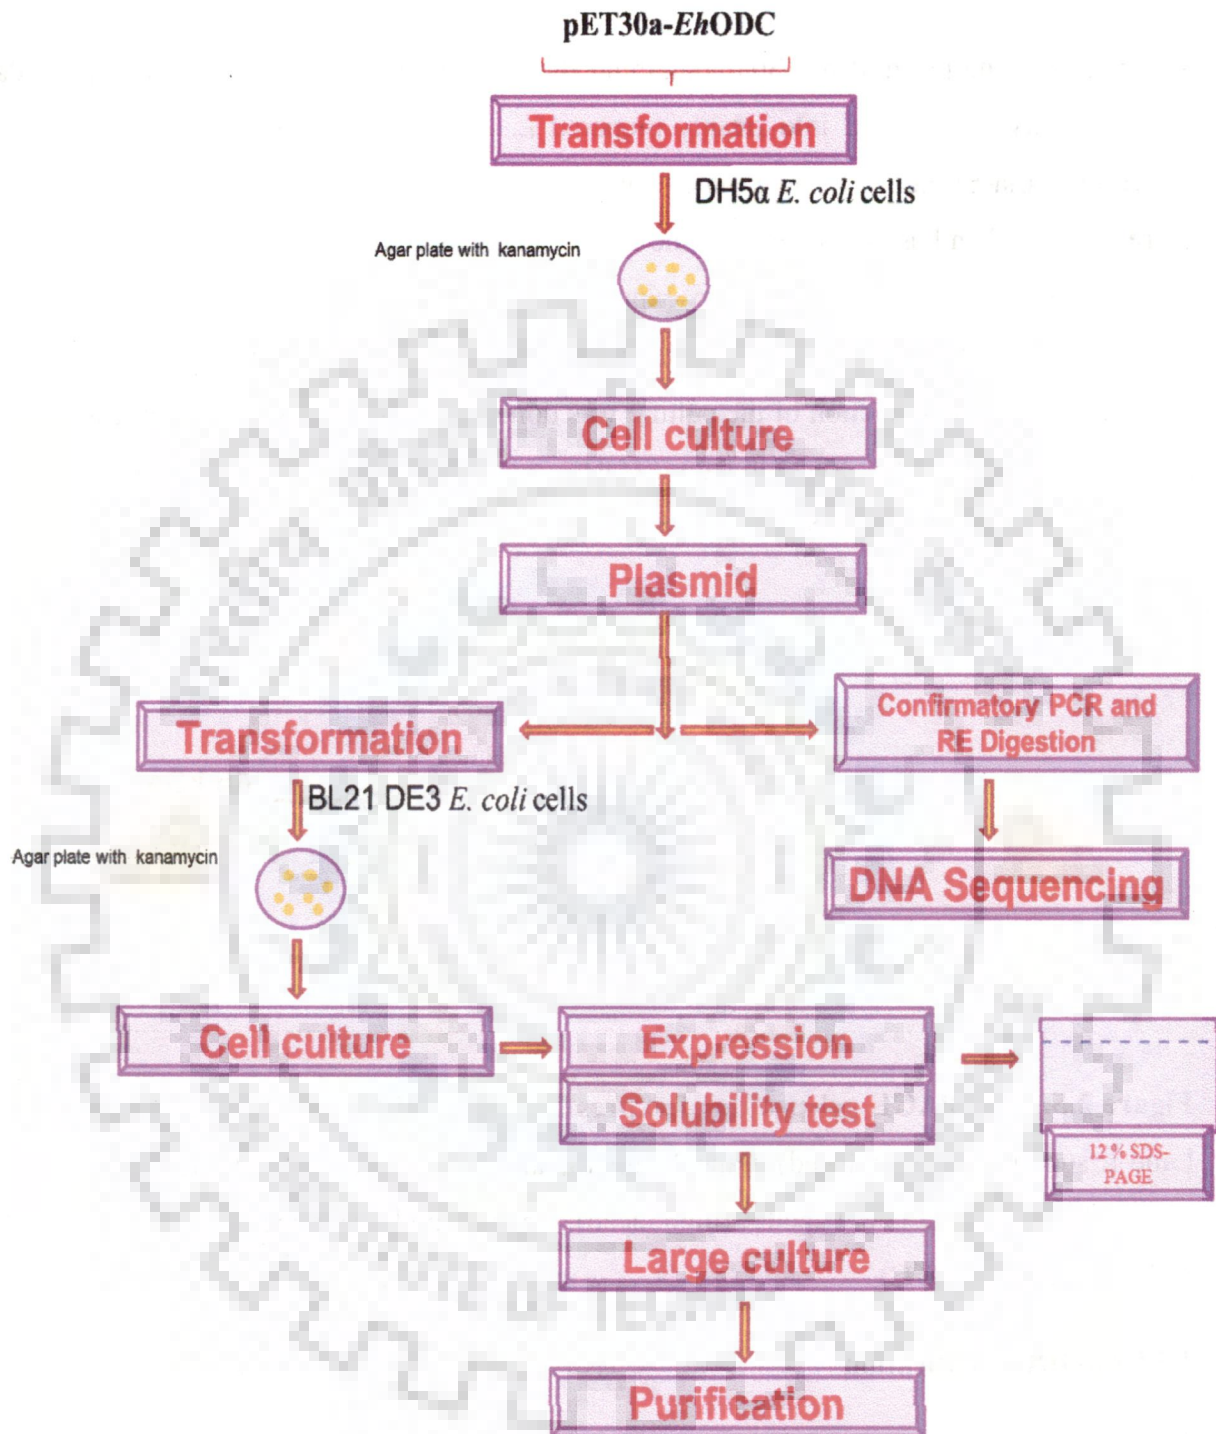 pET30a-EhODC
Transformation
DH5α E. coli cells
Agar plate with kanamycin
Cell culture
Plasmid
Transformation
Confirmatory PCR and
RE Digestion
BL21 DE3 E. coli cells
Agar plate with kanamycin
DNA Sequencing
Cell culture
Expression
Solubility test
12 % SDS-
PAGE
Large culture
Purification